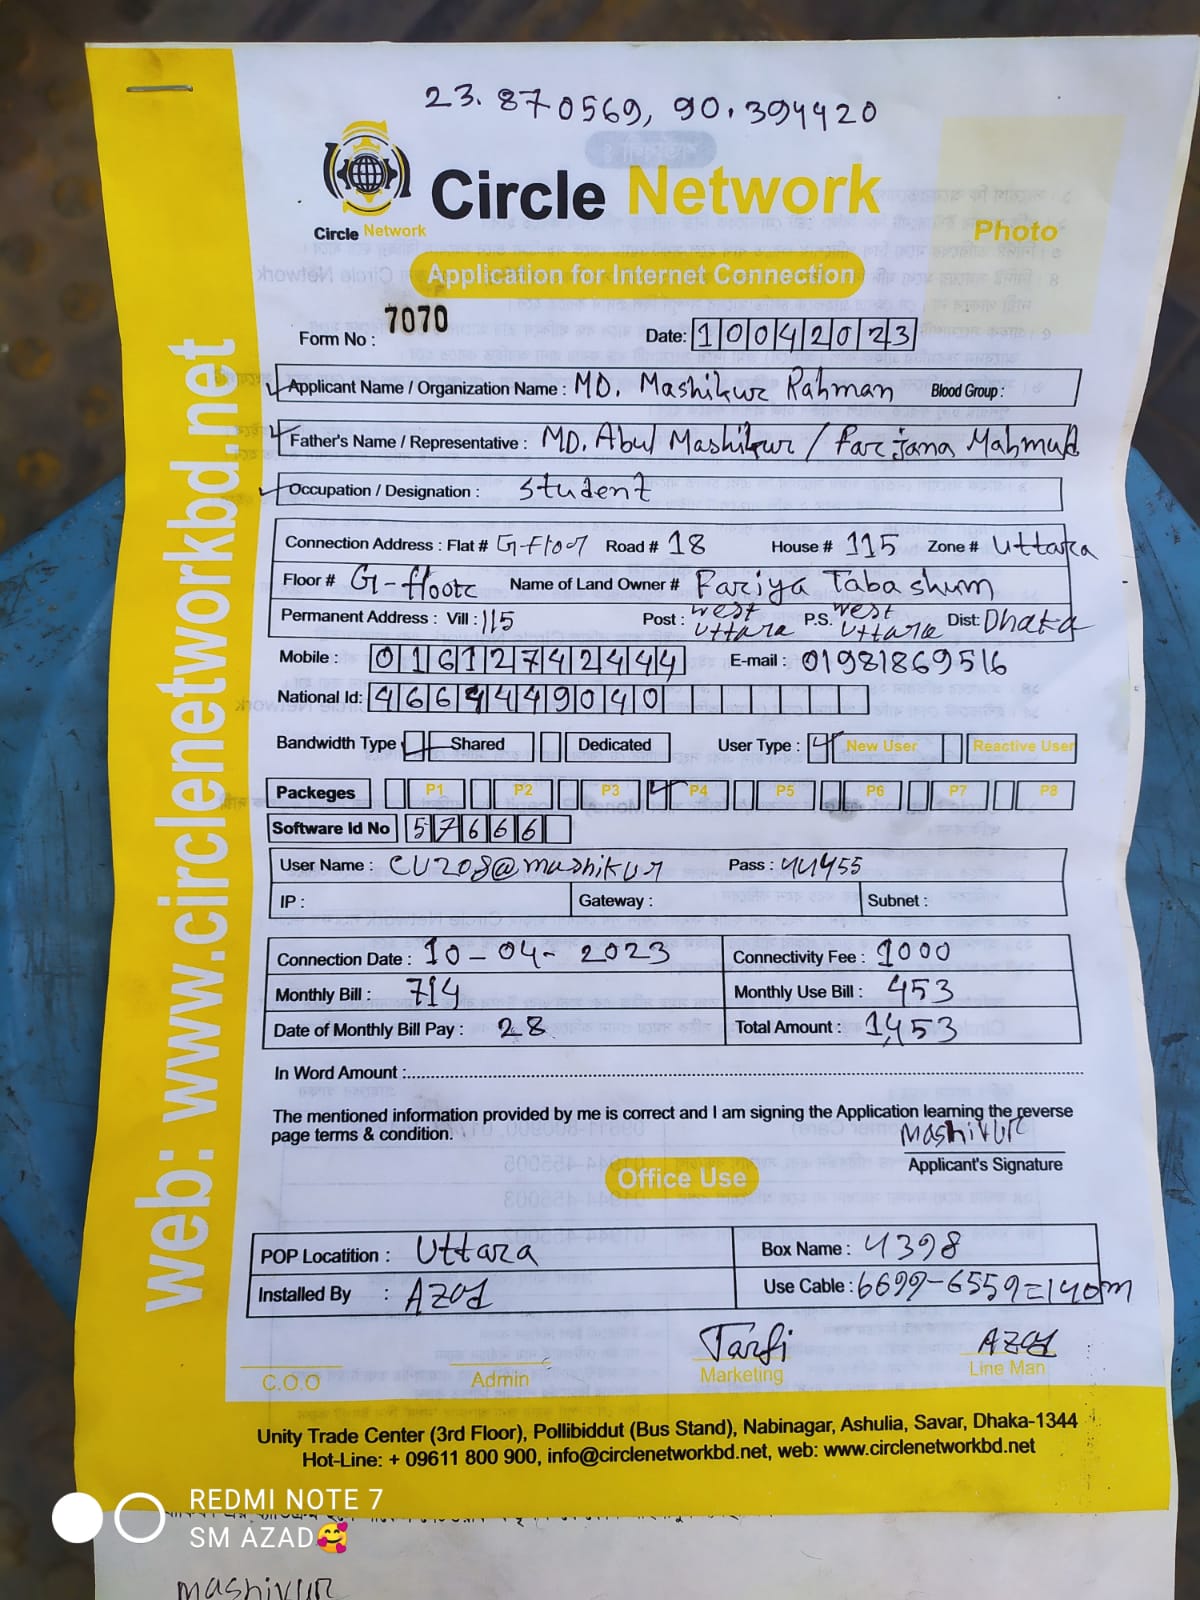 23.870569, 90.394420
Circle Network
Circle Network
Photo
Application for Internet Connection
Form No : 7070 Date: 10042023
Applicant Name / Organization Name : MD. Mashikur Rahman Blood Group :
Father's Name / Representative : MD. Abul Mashikur / Farjana Mahmud
Occupation / Designation : Student
Connection Address : Flat # G-Floor Road # 18 House # 115 Zone # Uttara
Floor # G-floor Name of Land Owner # Fariya Tabashum
Permanent Address : Vill : 115 Post : West Uttara P.S. West Uttara Dist: Dhaka
Mobile : 01612742444 E-mail : 01981869516
National Id: 4664449040
Bandwidth Type Shared Dedicated User Type : New User Reactive User
Packeges P1 P2 P3 P4 P5 P6 P7 P8
Software Id No 57666
User Name : CU208@mashikur Pass : 44455
IP : Gateway : Subnet :
Connection Date : 10-04-2023 Connectivity Fee : 1000
Monthly Bill : 714 Monthly Use Bill : 453
Date of Monthly Bill Pay : 28 Total Amount : 1453
In Word Amount :
The mentioned information provided by me is correct and I am signing the Application learning the reverse
page terms & condition.
Mashikur
Applicant's Signature
Office Use
POP Locatition : Uttara Box Name : 4398
Installed By : Azad Use Cable : 6699-6559=140m
Tarfi Azad
C.O.O Admin Marketing Line Man
Unity Trade Center (3rd Floor), Pollibiddut (Bus Stand), Nabinagar, Ashulia, Savar, Dhaka-1344
Hot-Line: + 09611 800 900, info@circlenetworkbd.net, web: www.circlenetworkbd.net
web: www.circlenetworkbd.net
REDMI NOTE 7
SM AZAD🥰
Mashikur